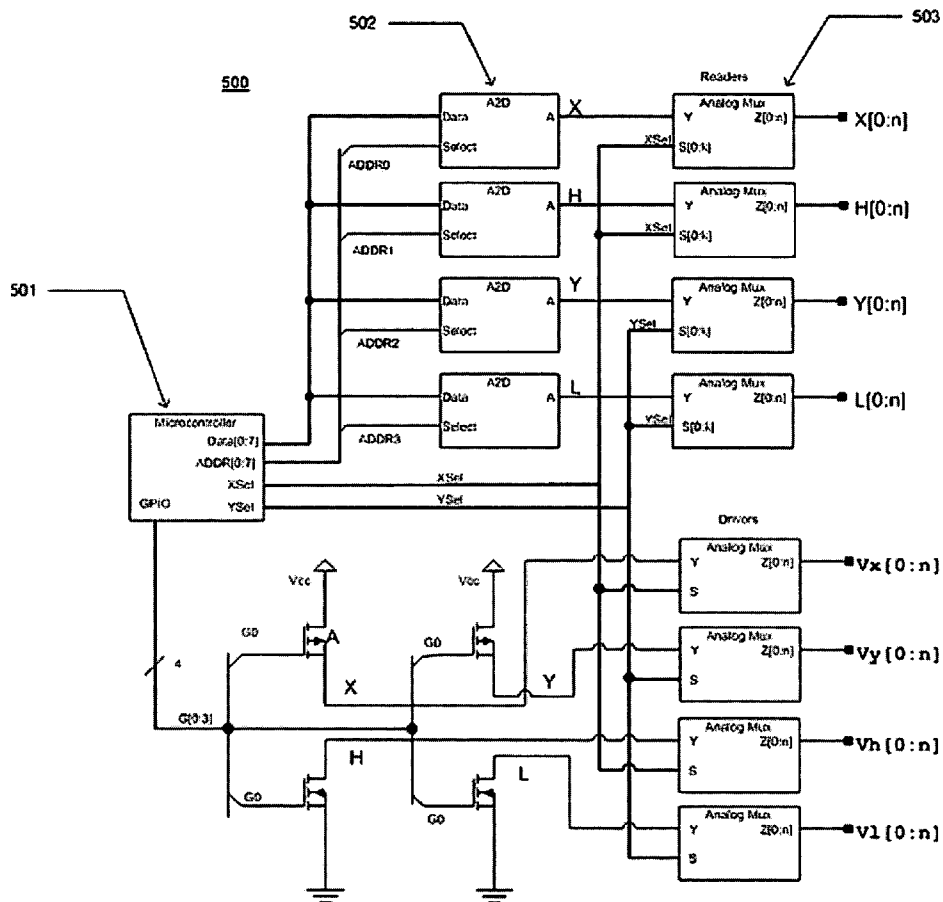 502
503
500
Readers
A2D
Data
A
Select
ADDR0
X
Analog Mux
Y
Z[0:n]
XSel
S[0:k]
X[0:n]
A2D
Data
A
Select
ADDR1
H
Analog Mux
Y
Z[0:n]
XSel
S[0:k]
H[0:n]
501
A2D
Data
A
Select
ADDR2
Y
Analog Mux
Y
Z[0:n]
YSel
S[0:k]
Y[0:n]
A2D
Data
A
Select
ADDR3
L
Analog Mux
Y
Z[0:n]
YSel
S[0:k]
L[0:n]
Microcontroller
Data[0:7]
ADDR[0:7]
XSel
YSel
GPIO
XSel
YSel
Drivers
Analog Mux
Y
Z[0:n]
S
Vx[0:n]
Vcc
Vcc
G0
A
G0
X
Y
4
G[0:3]
Analog Mux
Y
Z[0:n]
S
Vy[0:n]
H
L
G0
G0
Analog Mux
Y
Z[0:n]
S
Vh[0:n]
Analog Mux
Y
Z[0:n]
S
Vl[0:n]